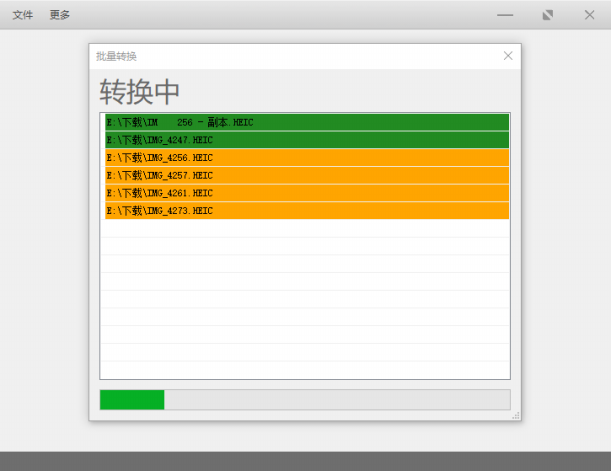 文件 更多
批量转换
转换中
E:\下载\IM 256 - 副本.HEIC
E:\下载\IMG_4247.HEIC
E:\下载\IMG_4256.HEIC
E:\下载\IMG_4257.HEIC
E:\下载\IMG_4261.HEIC
E:\下载\IMG_4273.HEIC